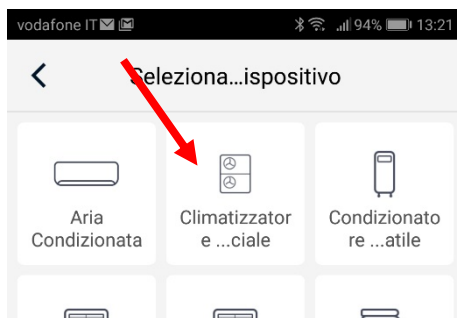 vodafone IT 94% 13:21
Seleziona...ispositivo
Aria
Condizionata
Climatizzator
e ...ciale
Condizionato
re ...atile